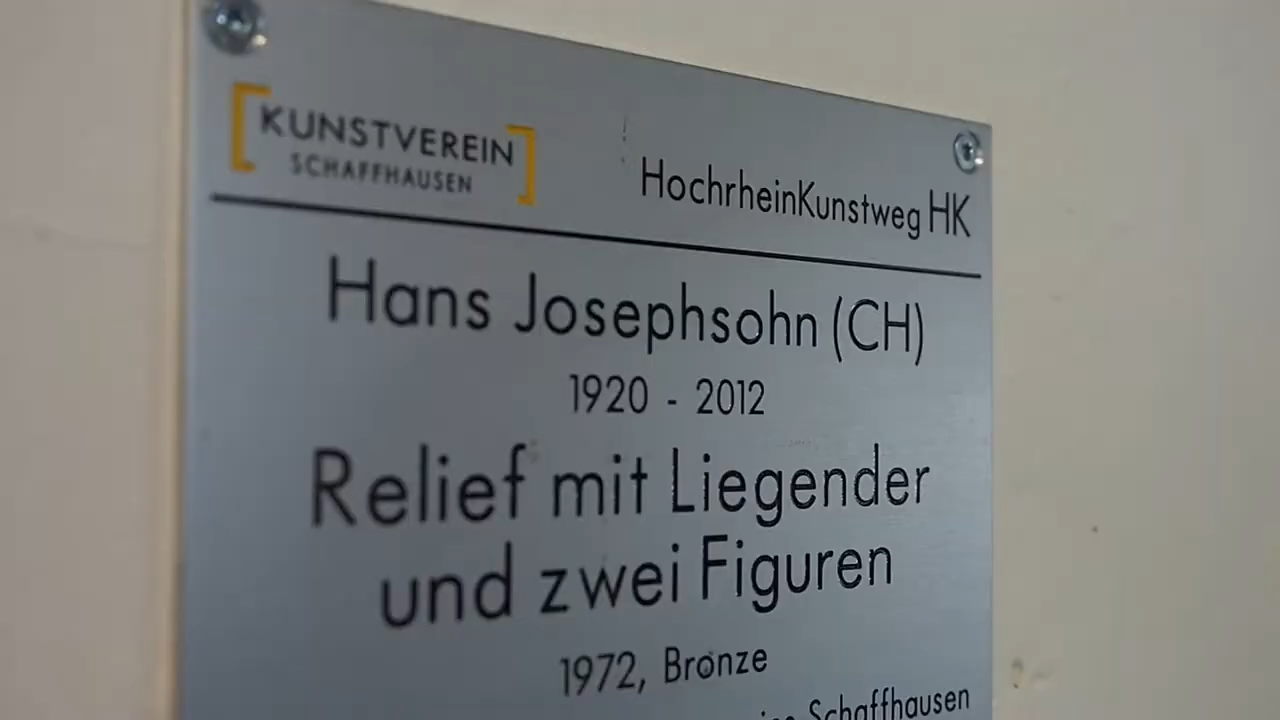 KUNSTVEREIN
SCHAFFHAUSEN
HochrheinKunstweg HK
Hans Josephsohn (CH)
1920 - 2012
Relief mit Liegender
und zwei Figuren
1972, Bronze
Schaffhausen